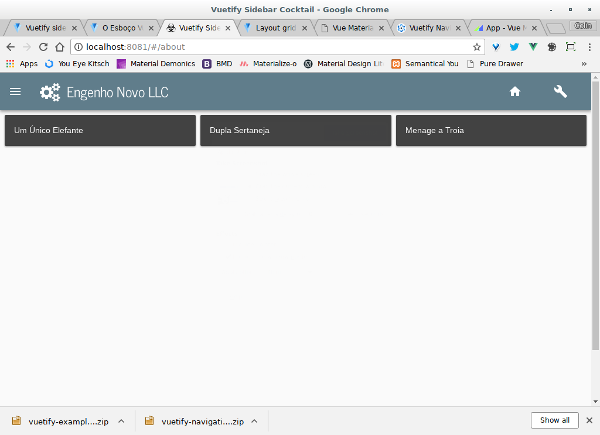 Vuetify Sidebar Cocktail - Google Chrome
Vuetify side
O Esboço V
Vuetify Side
Layout grid
Vue Materia
Vuetify Nav
App - Vue M
Colin
localhost:8081/#/about
Apps
You Eye Kitsch
Material Demonics
BMD
Materialize-o
Material Design Lit
Semantical You
Pure Drawer
»
Engenho Novo LLC
Um Único Elefante
Dupla Sertaneja
Menage a Troia
vuetify-exampl....zip
vuetify-navigati....zip
Show all